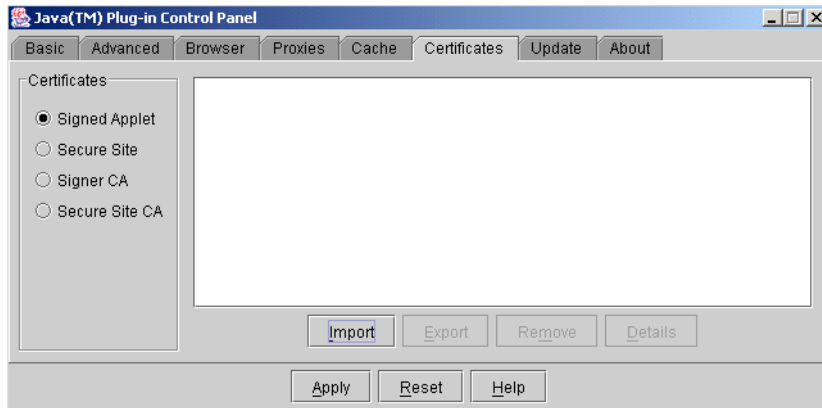 Java(TM) Plug-in Control Panel
Basic Advanced Browser Proxies Cache Certificates Update About
Certificates
Signed Applet
Secure Site
Signer CA
Secure Site CA
Import Export Remove Details
Apply Reset Help